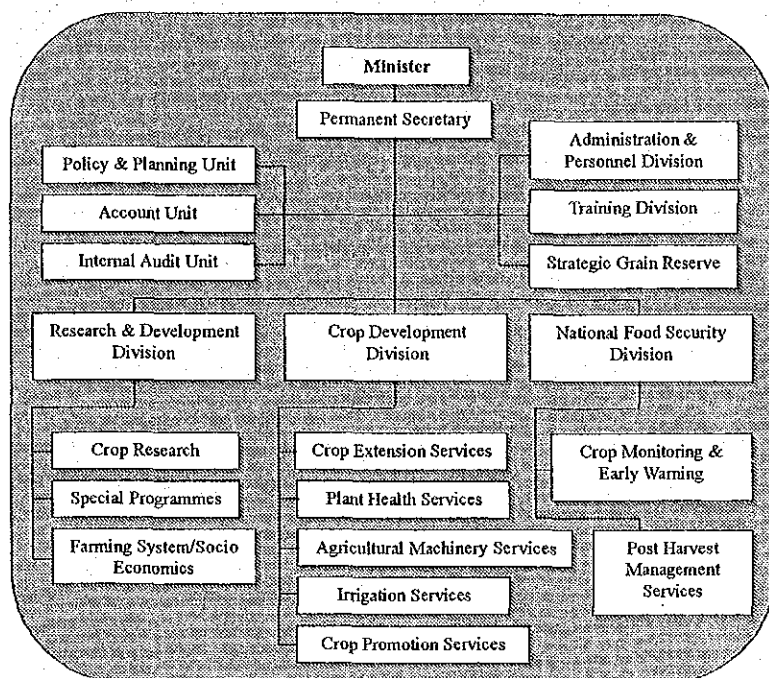 Minister
Permanent Secretary
Policy & Planning Unit
Account Unit
Internal Audit Unit
Administration &
Personnel Division
Training Division
Strategic Grain Reserve
Research & Development
Division
Crop Development
Division
National Food Security
Division
Crop Research
Special Programmes
Farming System/Socio
Economics
Crop Extension Services
Plant Health Services
Agricultural Machinery Services
Irrigation Services
Crop Promotion Services
Crop Monitoring &
Early Warning
Post Harvest
Management
Services